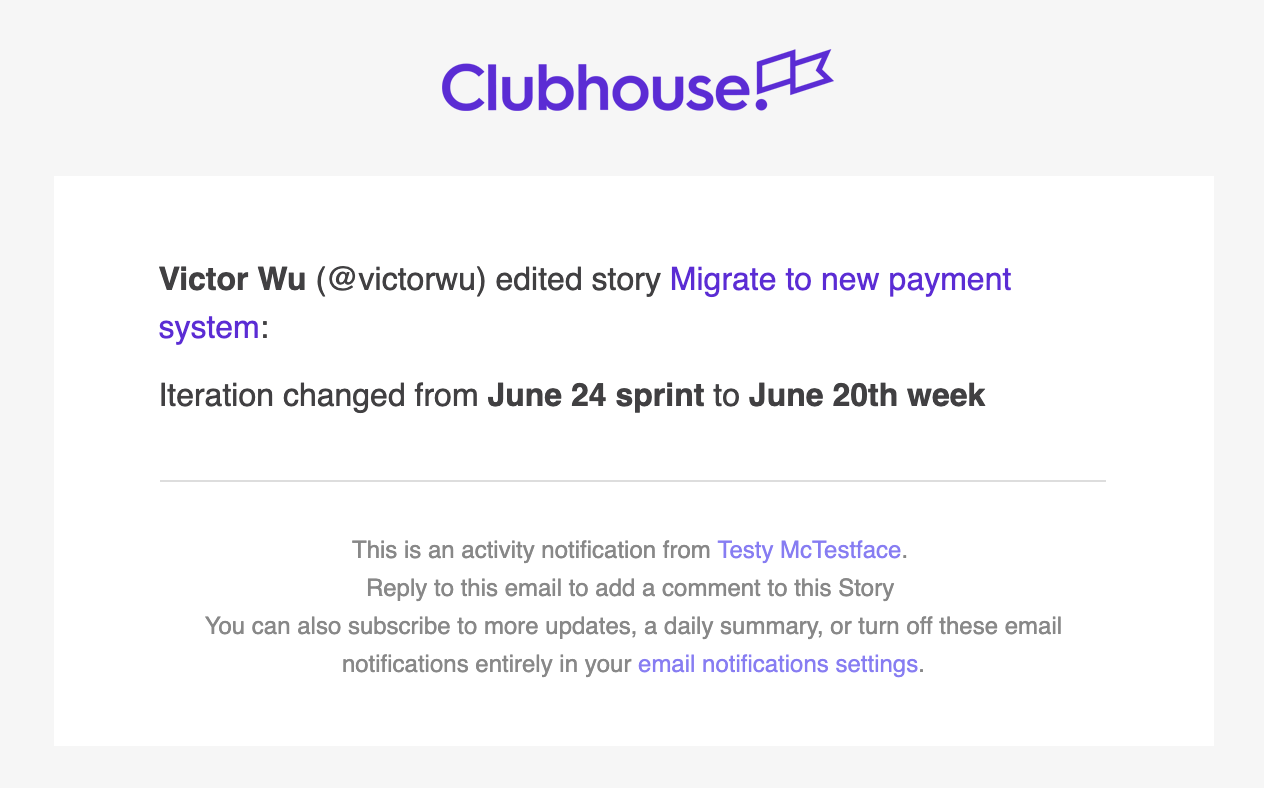 Clubhouse
Victor Wu (@victorwu) edited story Migrate to new payment
system:
Iteration changed from June 24 sprint to June 20th week
This is an activity notification from Testy McTestface.
Reply to this email to add a comment to this Story
You can also subscribe to more updates, a daily summary, or turn off these email
notifications entirely in your email notifications settings.